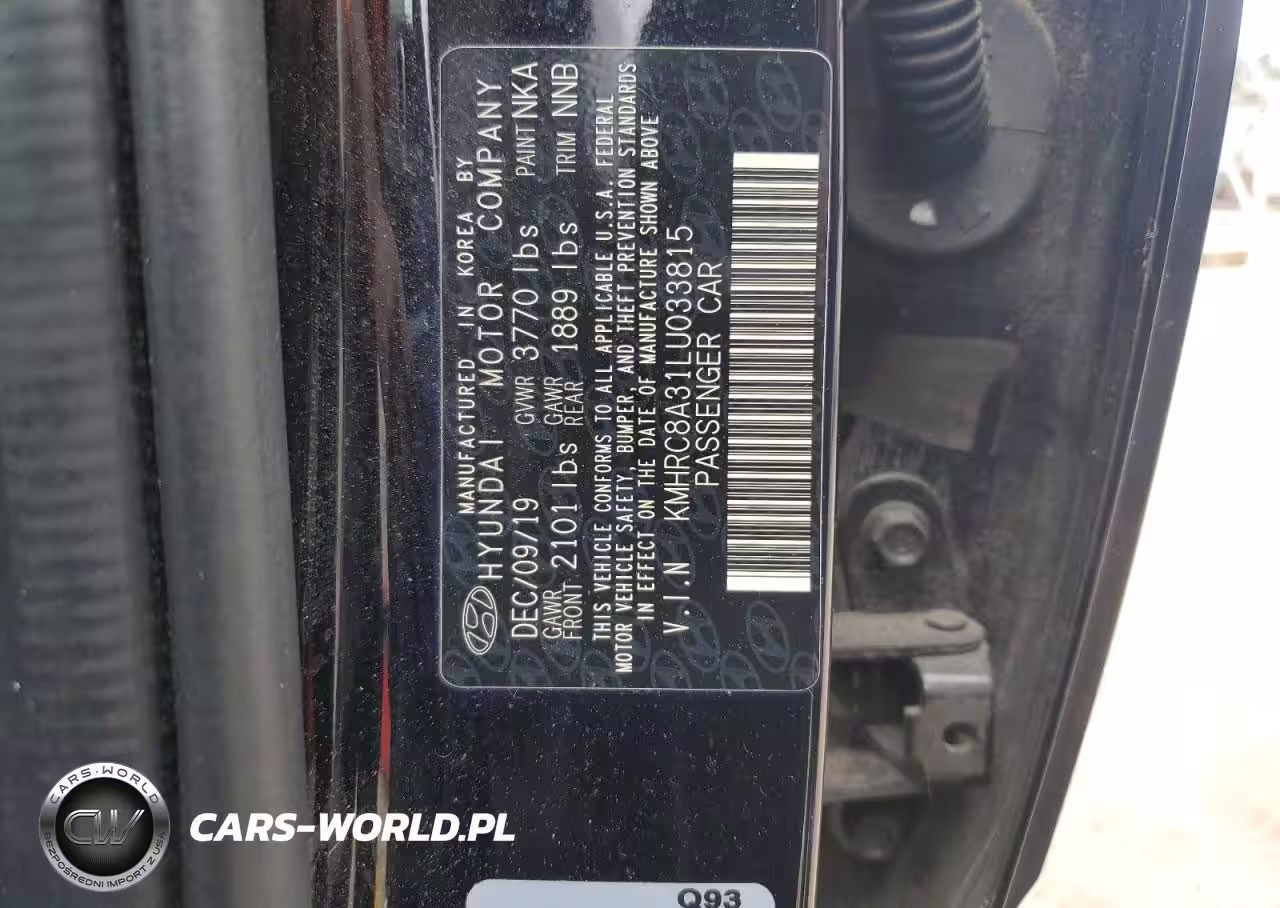 MANUFACTURED IN KOREA BY
HYUNDAI MOTOR COMPANY
DEC/09/19 GVWR 3770 lbs PAINT NKA
GAWR FRONT 2101 lbs GAWR REAR 1889 lbs TRIM NNB
THIS VEHICLE CONFORMS TO ALL APPLICABLE U.S.A. FEDERAL
MOTOR VEHICLE SAFETY, BUMPER, AND THEFT PREVENTION STANDARDS
IN EFFECT ON THE DATE OF MANUFACTURE SHOWN ABOVE
V.I.N KMHRC8A31LU033815
PASSENGER CAR
Q93
CARS-WORLD
CW
BEZPOŚREDNI IMPORT Z USA
CARS-WORLD.PL